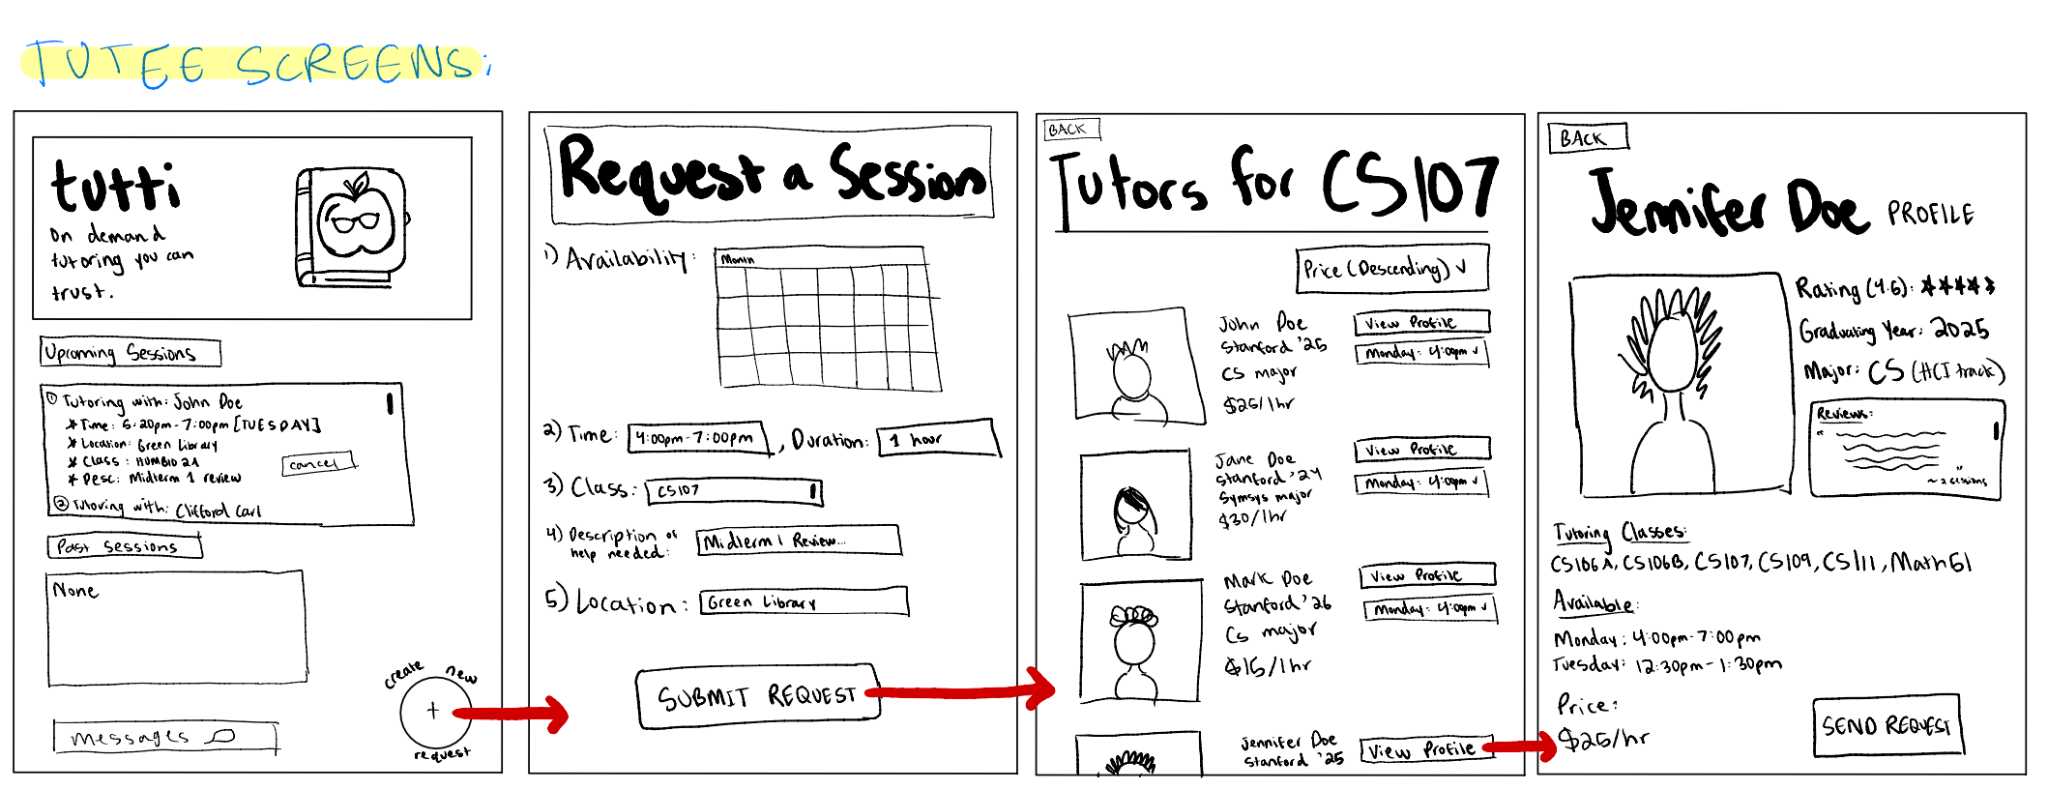 TUTEE SCREENS:
tutti
on demand
tutoring you can
trust.
Upcoming Sessions
① Tutoring with: John Doe
* Time: 6:20pm-7:00pm [TUESDAY]
* Location: Green Library
* Class: HUMBIO 2A
* Desc: Midterm 1 review
cancel
② Tutoring with: Clifford Carl
Past Sessions
None
messages
create new
+
request
Request a Session
1) Availability:
Month
2) Time: 4:00pm-7:00pm, Duration: 1 hour
3) Class: CS107
4) Description of
help needed: Midterm 1 Review...
5) Location: Green Library
SUBMIT REQUEST
BACK
Tutors for CS107
Price (Descending) ✓
John Doe
Stanford '25
CS major
$25/1hr
View Profile
Monday: 4:00pm ✓
Jane Doe
Stanford '24
Symsys major
$30/1hr
View Profile
Monday: 4:00pm ✓
Mark Doe
Stanford '26
CS major
$15/1hr
View Profile
Monday: 4:00pm ✓
Jennifer Doe
Stanford '25
View Profile
BACK
Jennifer Doe PROFILE
Rating (4.6): ★★★★★
Graduating Year: 2025
Major: CS (HCI track)
Reviews:
Tutoring Classes:
CS106A, CS106B, CS107, CS109, CS111, Math51
Available:
Monday: 4:00pm-7:00pm
Tuesday: 12:30pm-1:30pm
Price:
$25/hr
SEND REQUEST